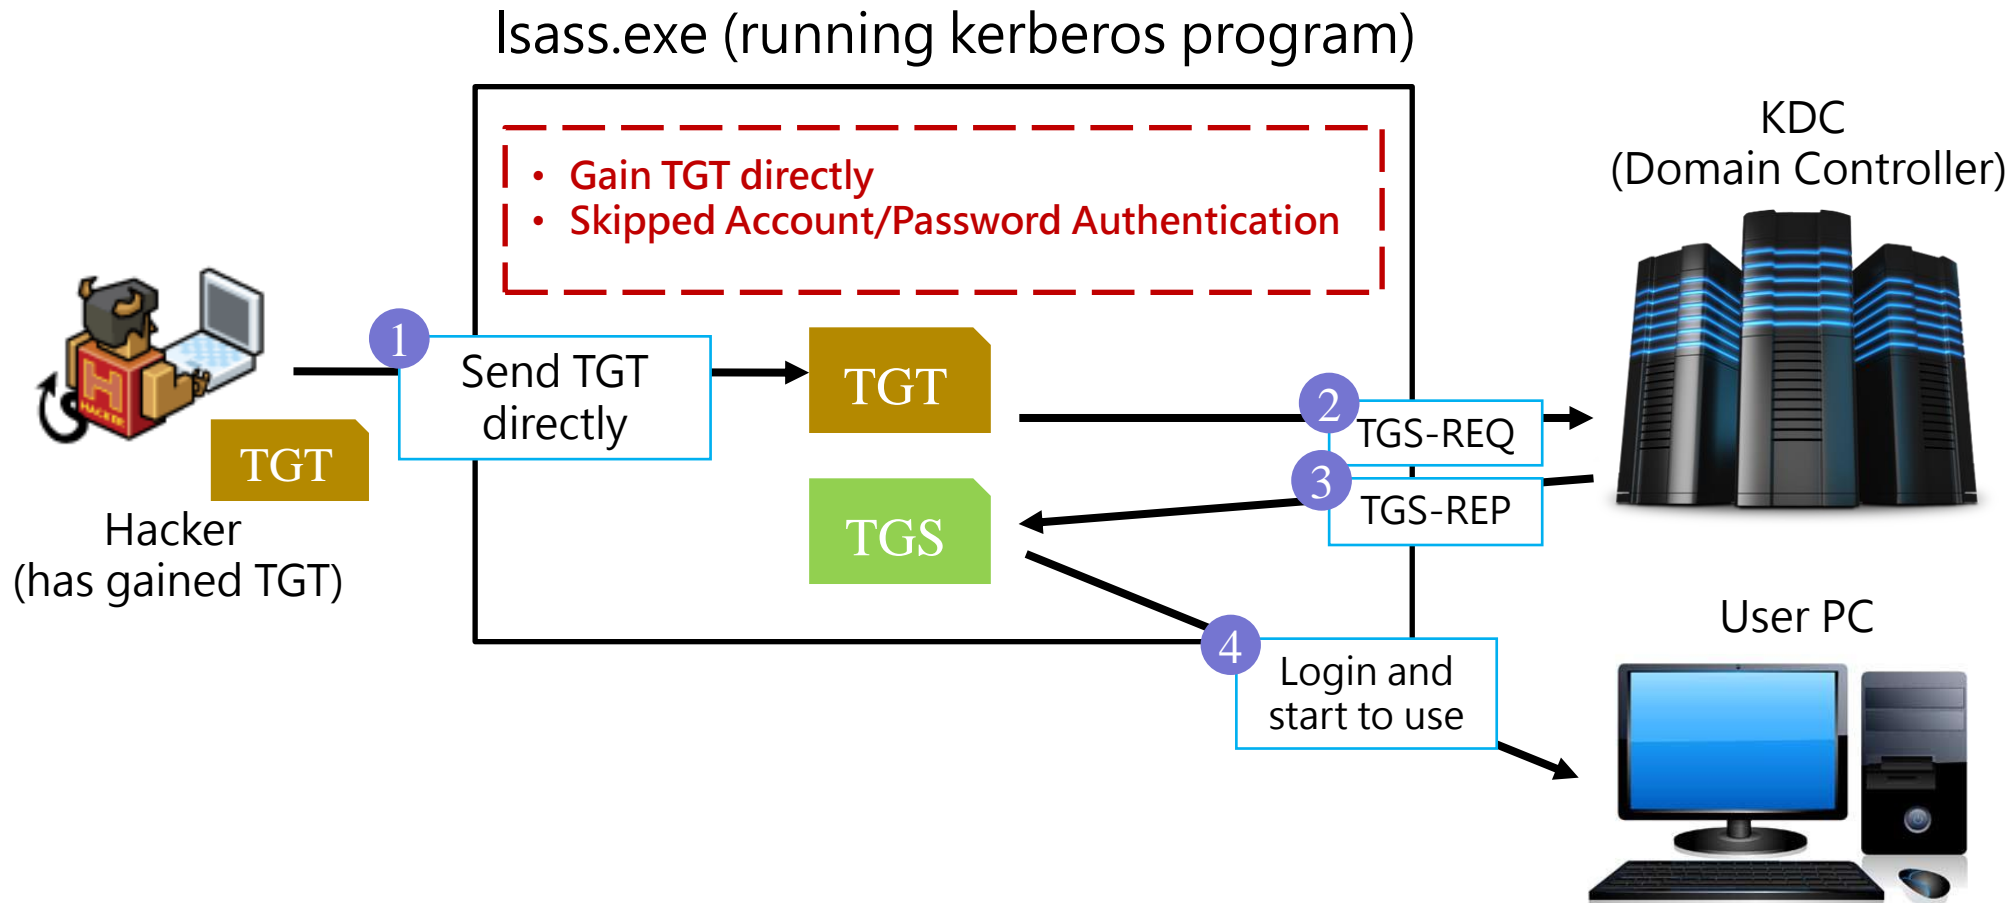 lsass.exe (running kerberos program)
KDC
(Domain Controller)
• Gain TGT directly
• Skipped Account/Password Authentication
1
Send TGT
directly
TGT
2
TGS-REQ
H
HACKER
TGT
3
TGS-REP
TGS
Hacker
(has gained TGT)
User PC
4
Login and
start to use